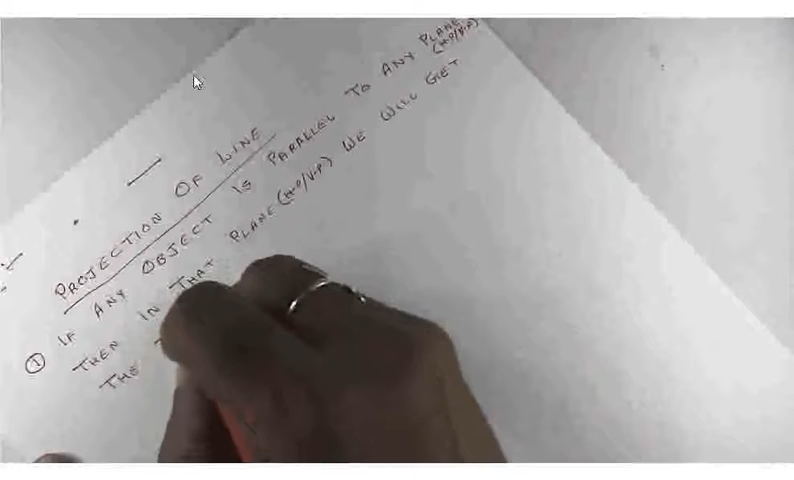 PROJECTION OF LINE
① IF ANY OBJECT IS PARALLEL TO ANY PLANE (H.P/V.P)
THEN IN THAT PLANE (H.P/V.P) WE WILL GET
THE